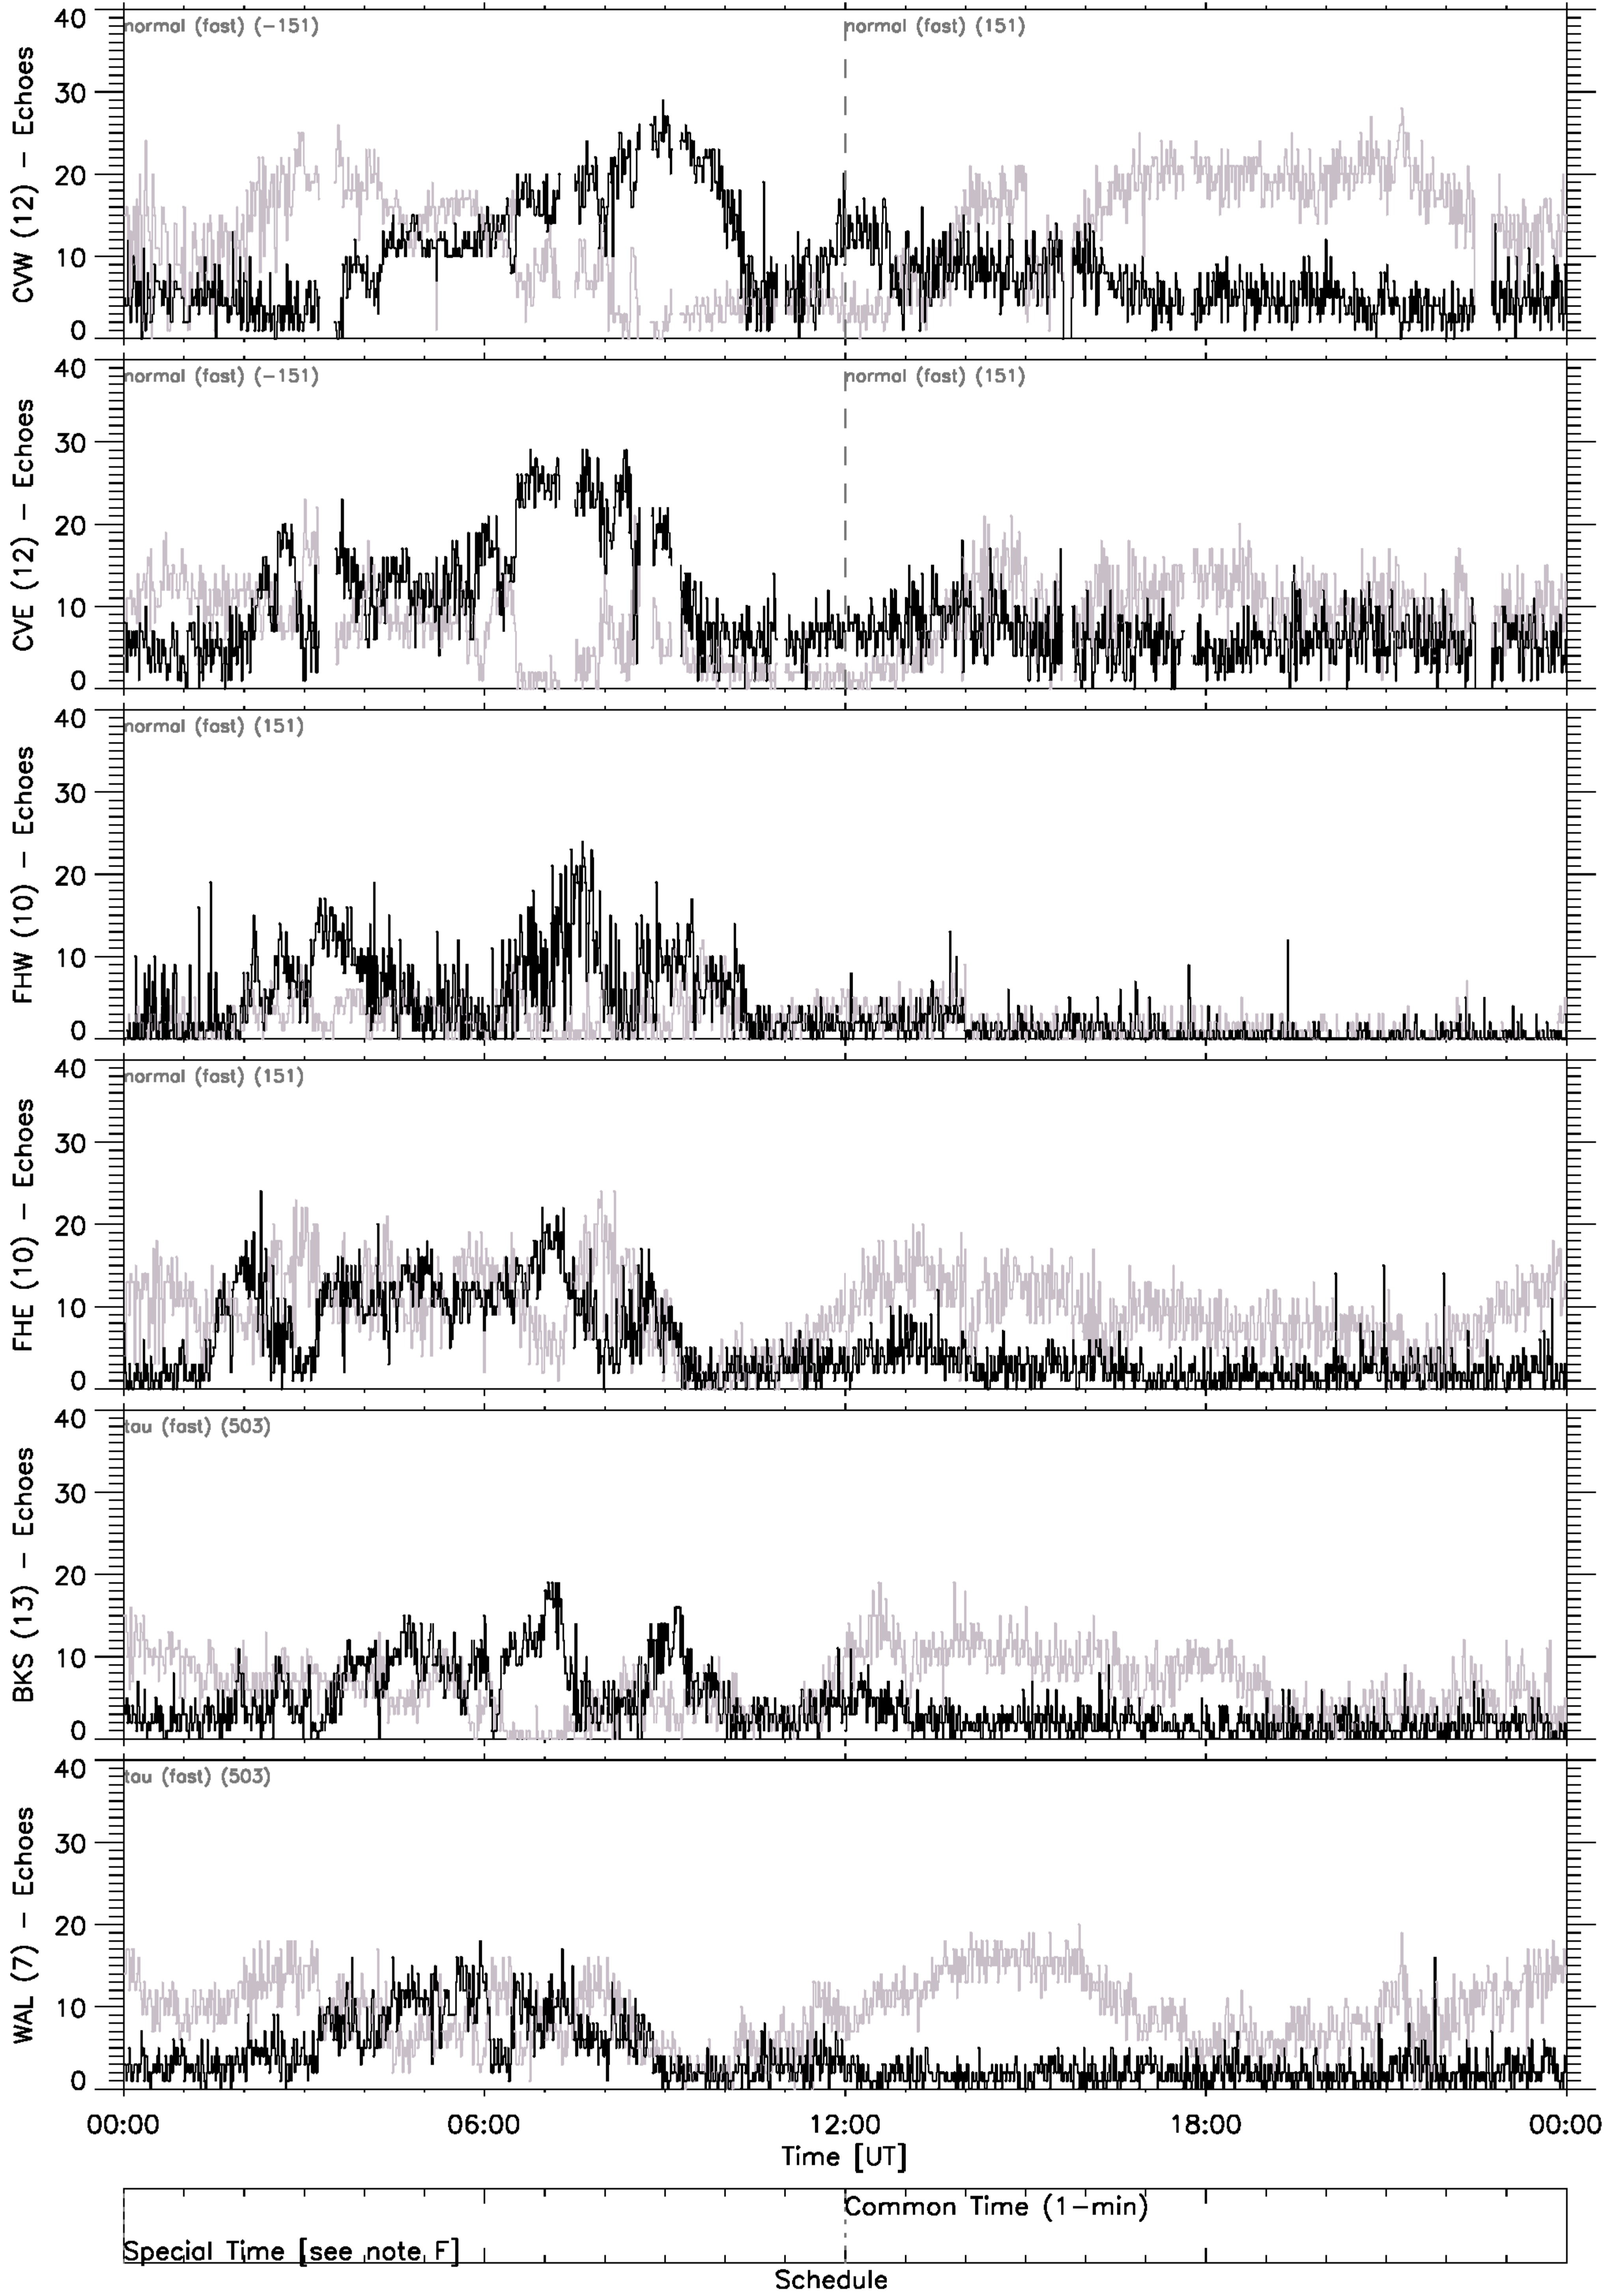 normal (fast) (-151) normal (fast) (151)
40
30
20
10
0
CVW (12) - Echoes
normal (fast) (-151) normal (fast) (151)
40
30
20
10
0
CVE (12) - Echoes
normal (fast) (151)
40
30
20
10
0
FHW (10) - Echoes
normal (fast) (151)
40
30
20
10
0
FHE (10) - Echoes
tau (fast) (503)
40
30
20
10
0
BKS (13) - Echoes
tau (fast) (503)
40
30
20
10
0
WAL (7) - Echoes
00:00 06:00 12:00 18:00 00:00
Time [UT]
Common Time (1-min)
Special Time [see note F]
Schedule